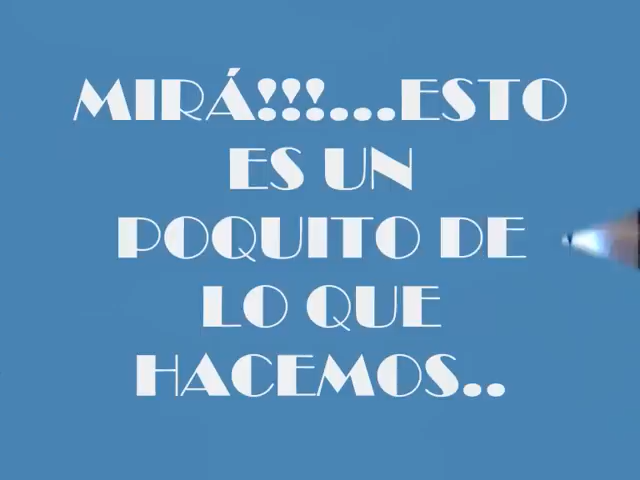 MIRÁ!!!...ESTO
ES UN
POQUITO DE
LO QUE
HACEMOS..